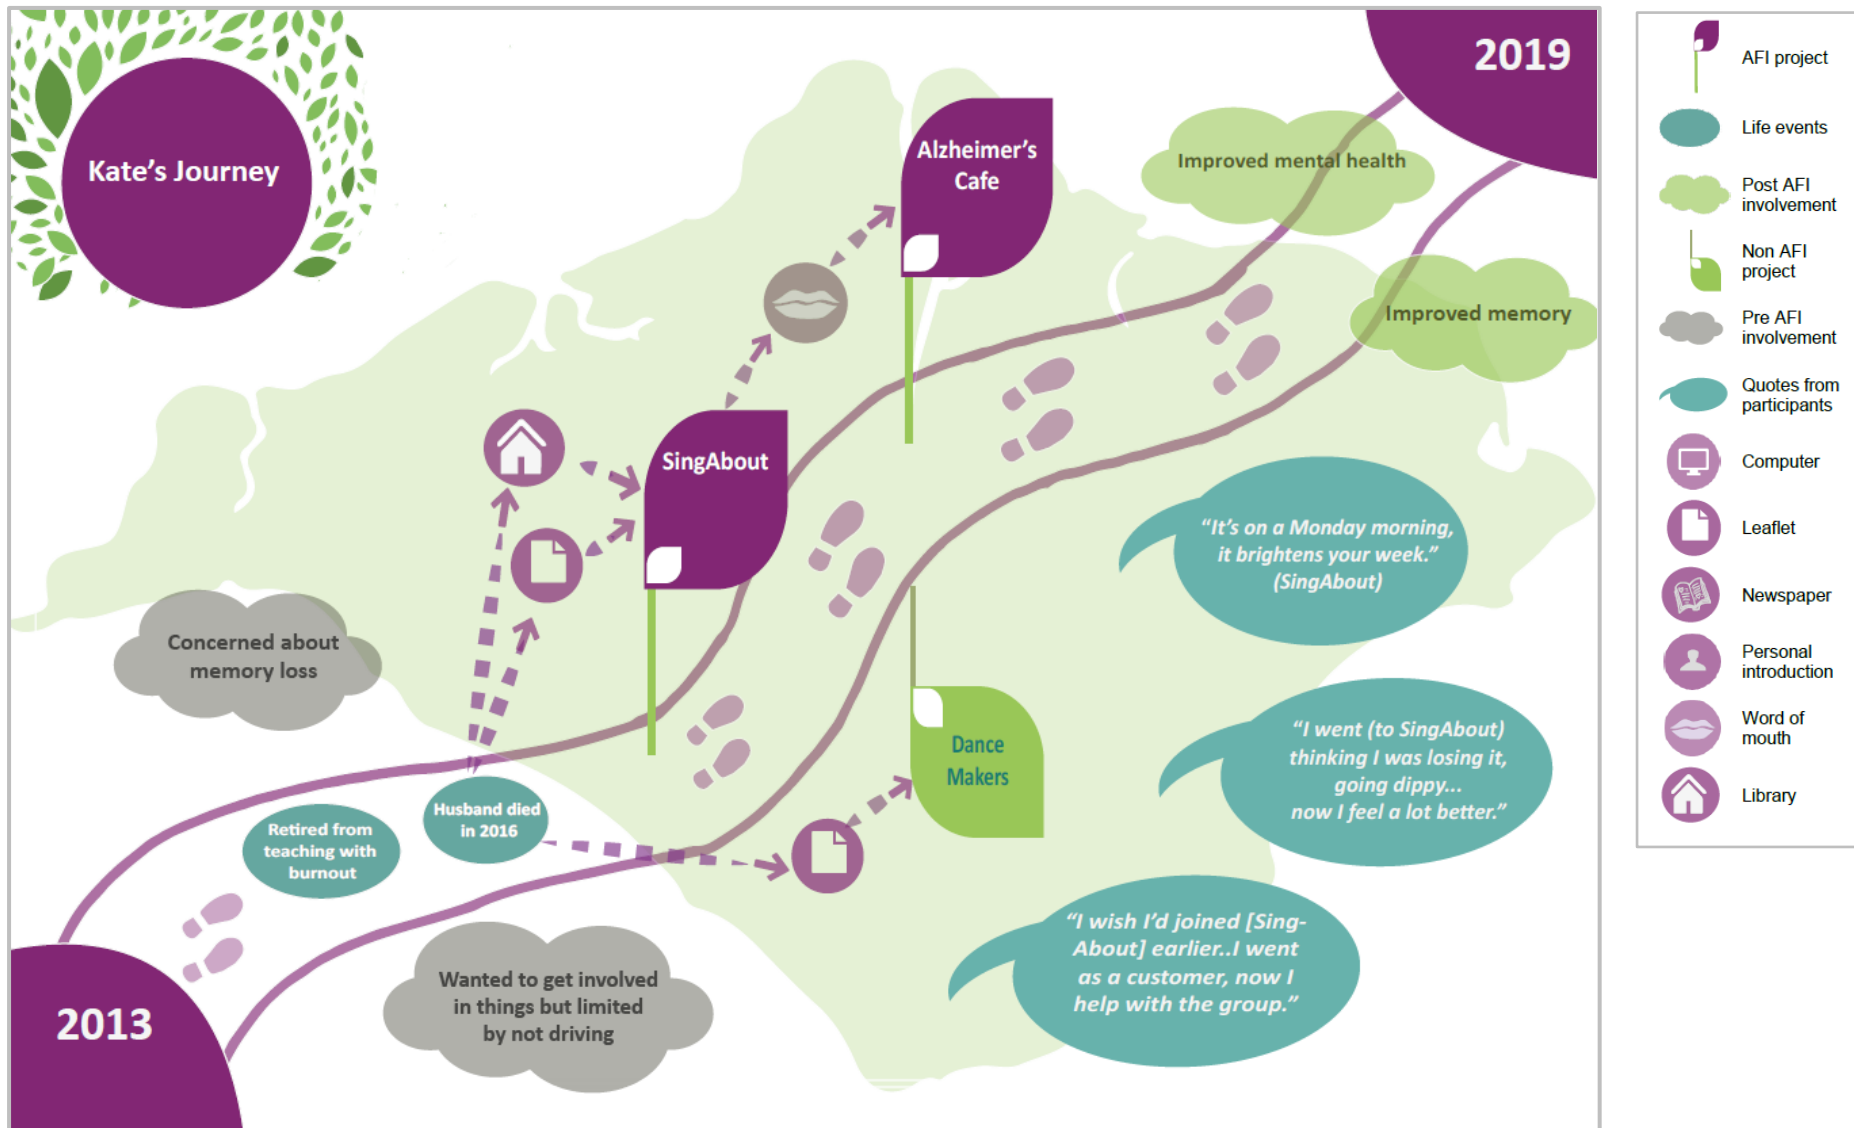 Kate's Journey
2019
Alzheimer's
Cafe
Improved mental health
Improved memory
SingAbout
Concerned about
memory loss
"It's on a Monday morning,
it brightens your week."
(SingAbout)
"I went (to SingAbout)
thinking I was losing it,
going dippy...
now I feel a lot better."
Dance
Makers
Husband died
in 2016
Retired from
teaching with
burnout
"I wish I'd joined [Sing-
About] earlier..I went
as a customer, now I
help with the group."
Wanted to get involved
in things but limited
by not driving
2013
AFI project
Life events
Post AFI
involvement
Non AFI
project
Pre AFI
involvement
Quotes from
participants
Computer
Leaflet
Newspaper
Personal
introduction
Word of
mouth
Library